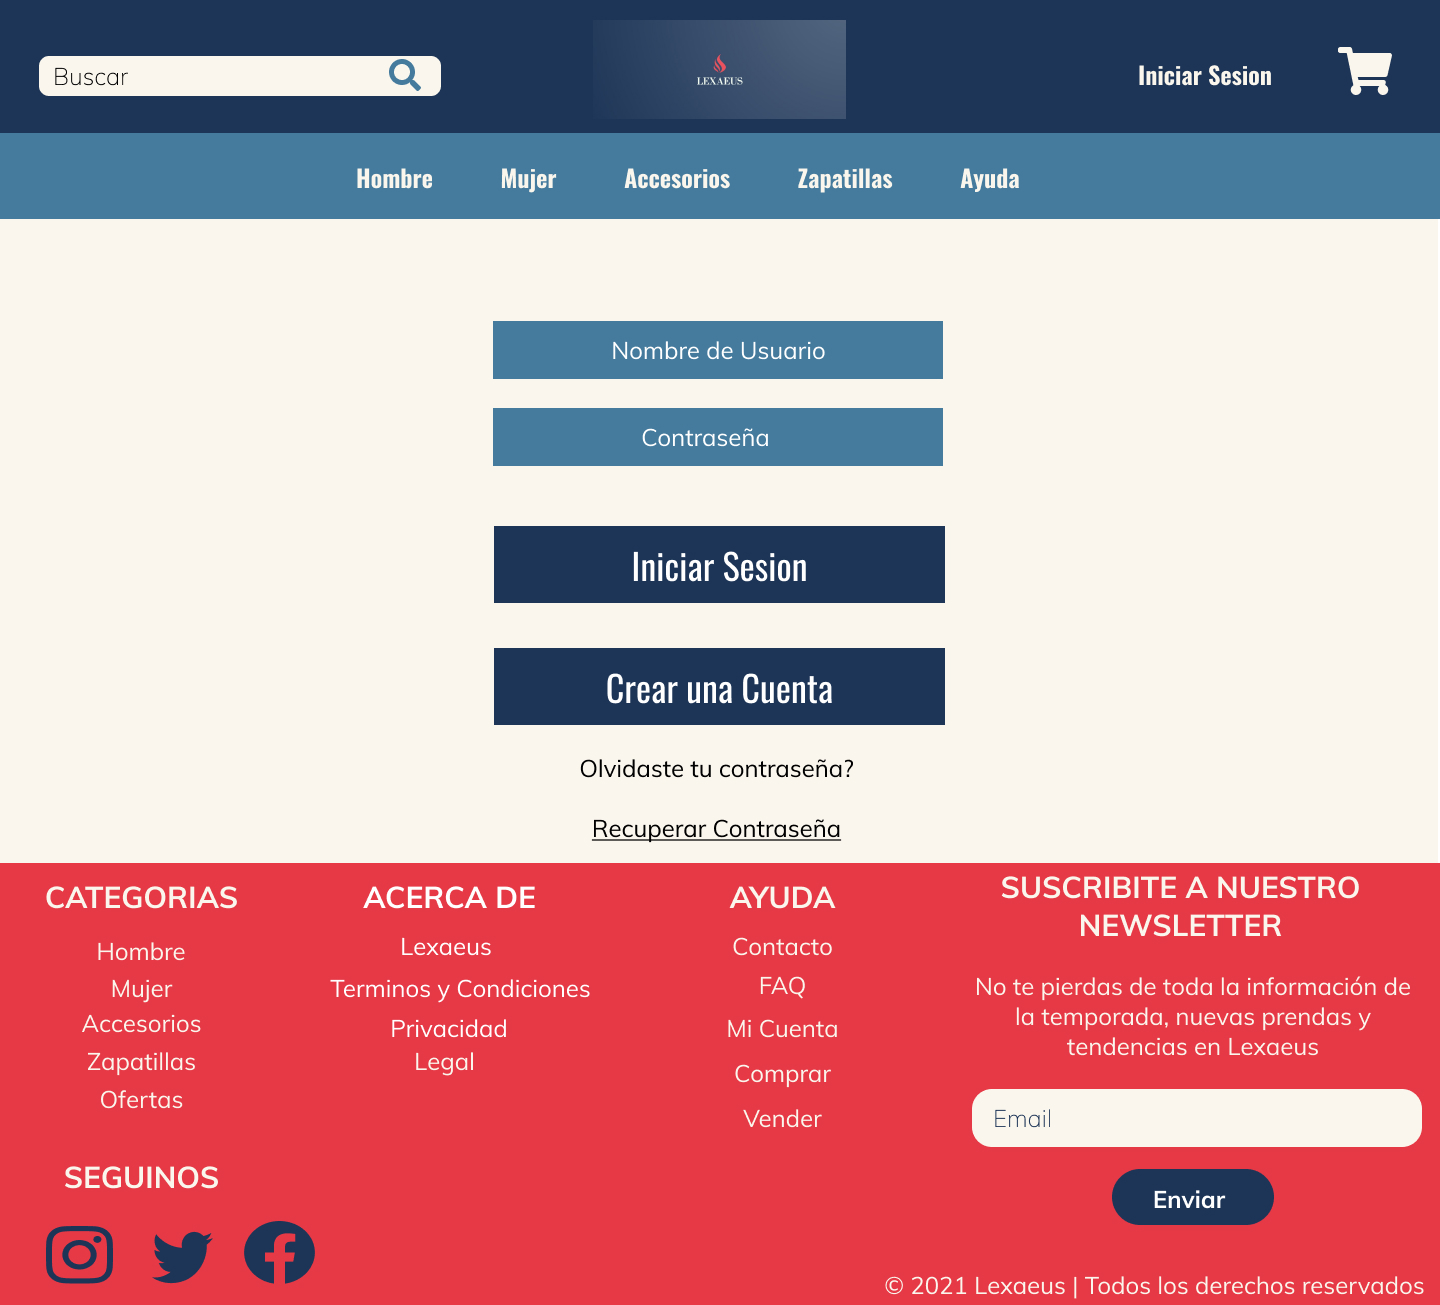 Buscar
LEXAEUS
Iniciar Sesion
Hombre
Mujer
Accesorios
Zapatillas
Ayuda
Nombre de Usuario
Contraseña
Iniciar Sesion
Crear una Cuenta
Olvidaste tu contraseña?
Recuperar Contraseña
CATEGORIAS
Hombre
Mujer
Accesorios
Zapatillas
Ofertas
SEGUINOS
ACERCA DE
Lexaeus
Terminos y Condiciones
Privacidad
Legal
AYUDA
Contacto
FAQ
Mi Cuenta
Comprar
Vender
SUSCRIBITE A NUESTRO
NEWSLETTER
No te pierdas de toda la información de
la temporada, nuevas prendas y
tendencias en Lexaeus
Email
Enviar
© 2021 Lexaeus | Todos los derechos reservados